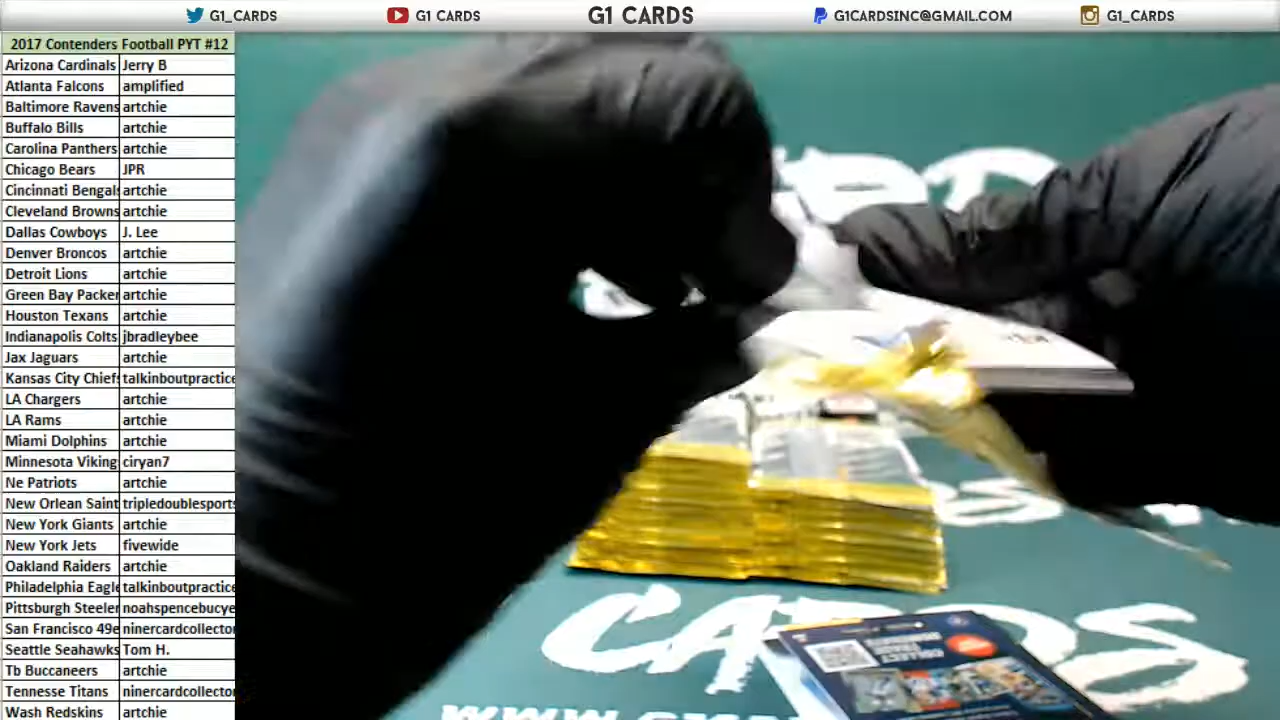 G1_CARDS G1 CARDS G1 CARDS G1CARDSINC@GMAIL.COM G1_CARDS
2017 Contenders Football PYT #12
Arizona Cardinals Jerry B
Atlanta Falcons amplified
Baltimore Ravens artchie
Buffalo Bills artchie
Carolina Panthers artchie
Chicago Bears JPR
Cincinnati Bengals artchie
Cleveland Browns artchie
Dallas Cowboys J. Lee
Denver Broncos artchie
Detroit Lions artchie
Green Bay Packer artchie
Houston Texans artchie
Indianapolis Colts jbradleybee
Jax Jaguars artchie
Kansas City Chiefs talkinboutpractice
LA Chargers artchie
LA Rams artchie
Miami Dolphins artchie
Minnesota Viking ciryan7
Ne Patriots artchie
New Orlean Saint tripledoublesports
New York Giants artchie
New York Jets fivewide
Oakland Raiders artchie
Philadelphia Eagle talkinboutpractice
Pittsburgh Steeler noahspencebucye
San Francisco 49e ninercardcollector
Seattle Seahawks Tom H.
Tb Buccaneers artchie
Tennesse Titans ninercardcollector
Wash Redskins artchie
CARDS